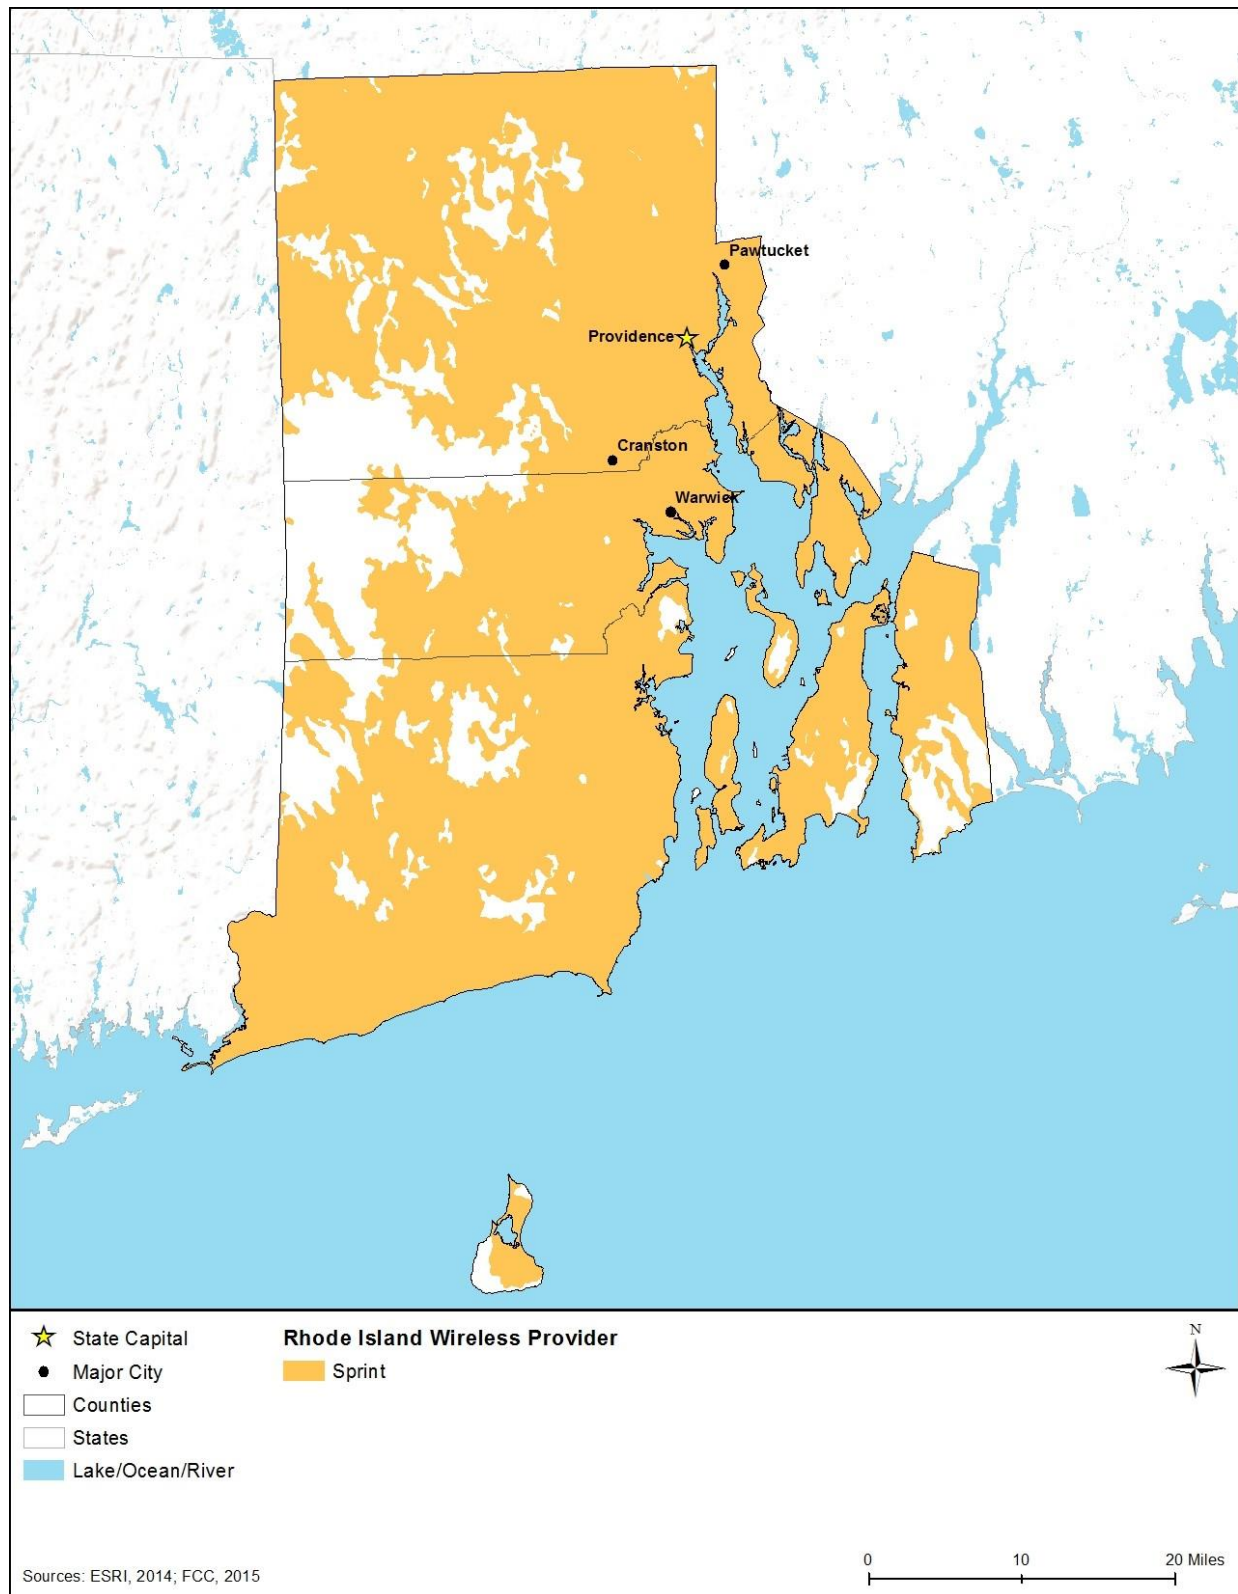 Pawtucket
Providence
Cranston
Warwick
State Capital
Rhode Island Wireless Provider
N
Major City
Sprint
Counties
States
Lake/Ocean/River
Sources: ESRI, 2014; FCC, 2015
0 10 20 Miles